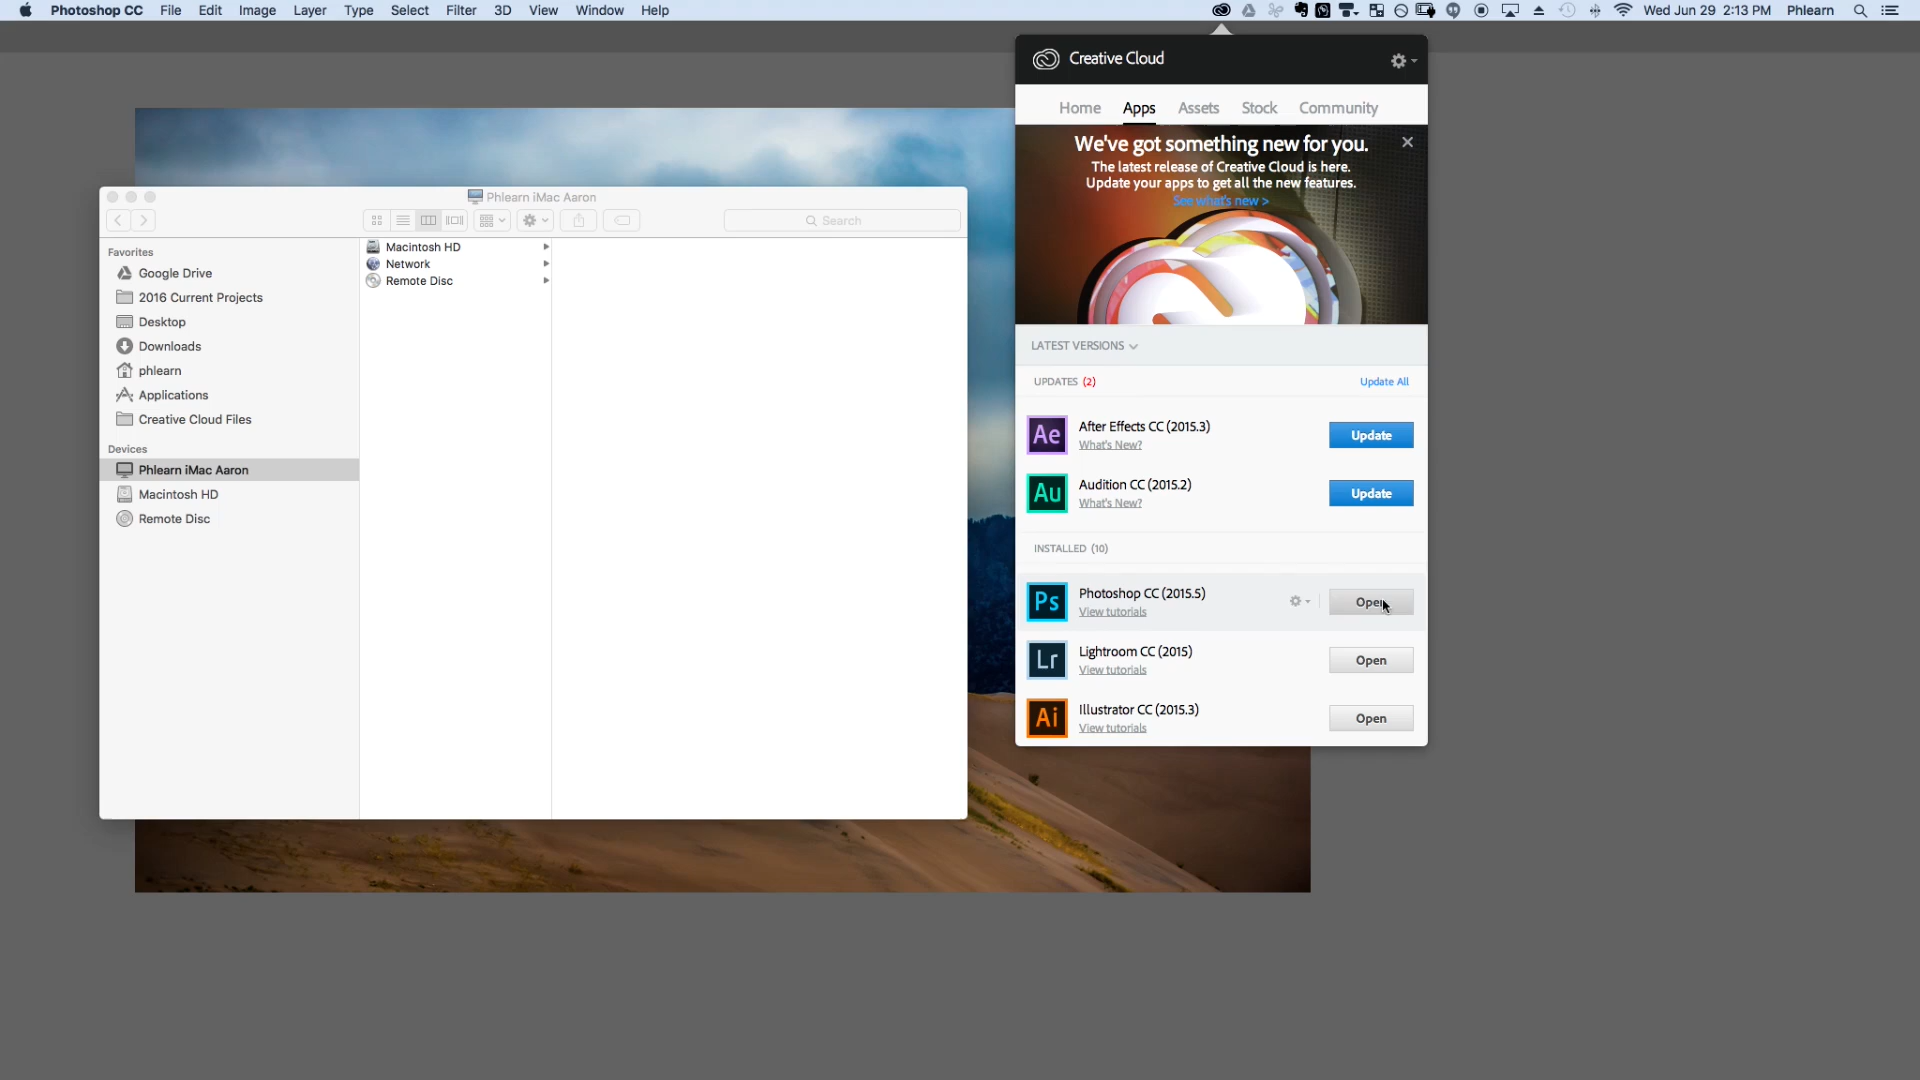 Photoshop CC File Edit Image Layer Type Select Filter 3D View Window Help Wed Jun 29 2:13 PM Phlearn
Creative Cloud
Home Apps Assets Stock Community
We've got something new for you.
The latest release of Creative Cloud is here.
Update your apps to get all the new features.
See what's new >
LATEST VERSIONS
UPDATES (2) Update All
Ae After Effects CC (2015.3) Update
What's New?
Au Audition CC (2015.2) Update
What's New?
INSTALLED (10)
Ps Photoshop CC (2015.5) Open
View tutorials
Lr Lightroom CC (2015) Open
View tutorials
Ai Illustrator CC (2015.3) Open
View tutorials
Phlearn iMac Aaron
Search
Favorites
Google Drive
2016 Current Projects
Desktop
Downloads
phlearn
Applications
Creative Cloud Files
Devices
Phlearn iMac Aaron
Macintosh HD
Remote Disc
Macintosh HD
Network
Remote Disc